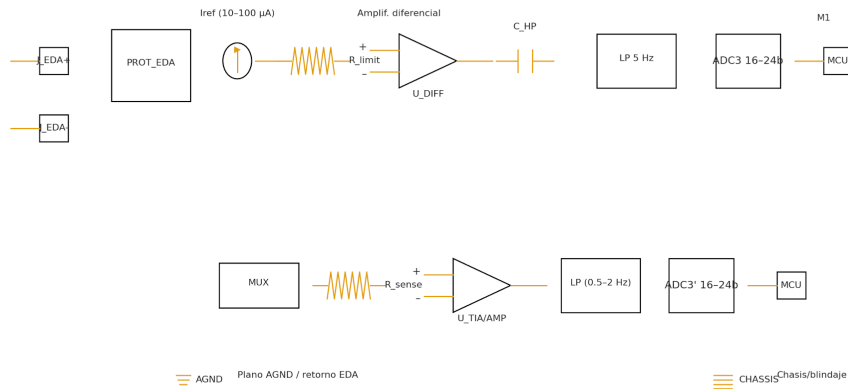 Iref (10–100 µA)
Amplif. diferencial
C_HP
M1
J_EDA+
PROT_EDA
+
R_limit
–
U_DIFF
LP 5 Hz
ADC3 16–24b
MCU
J_EDA-
MUX
+
R_sense
–
U_TIA/AMP
LP (0.5–2 Hz)
ADC3' 16–24b
MCU
AGND
Plano AGND / retorno EDA
CHASSIS
Chasis/blindaje